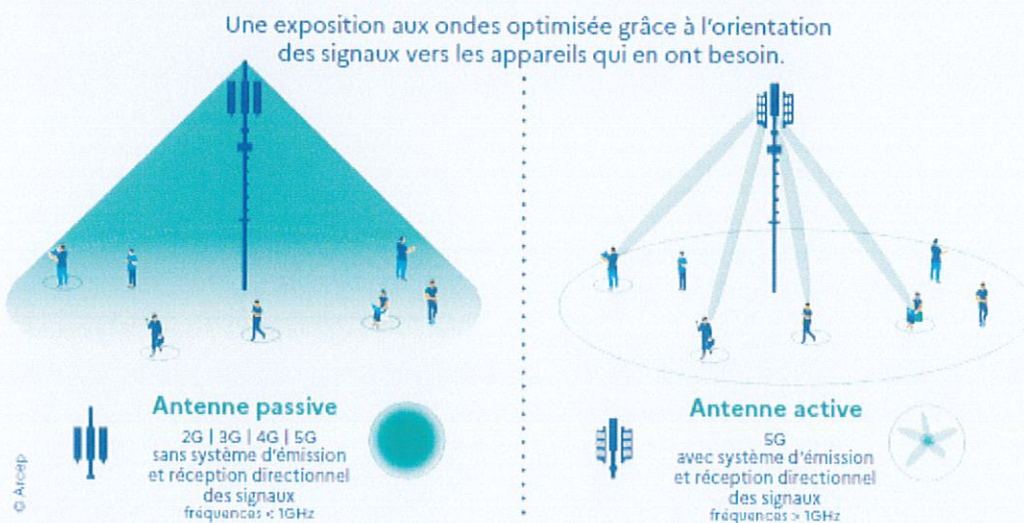 Une exposition aux ondes optimisée grâce à l'orientation
des signaux vers les appareils qui en ont besoin.
Antenne passive
2G | 3G | 4G | 5G
sans système d'émission
et réception directionnel
des signaux
fréquences < 1GHz
Antenne active
5G
avec système d'émission
et réception directionnel
des signaux
fréquences > 1GHz
© Arcep